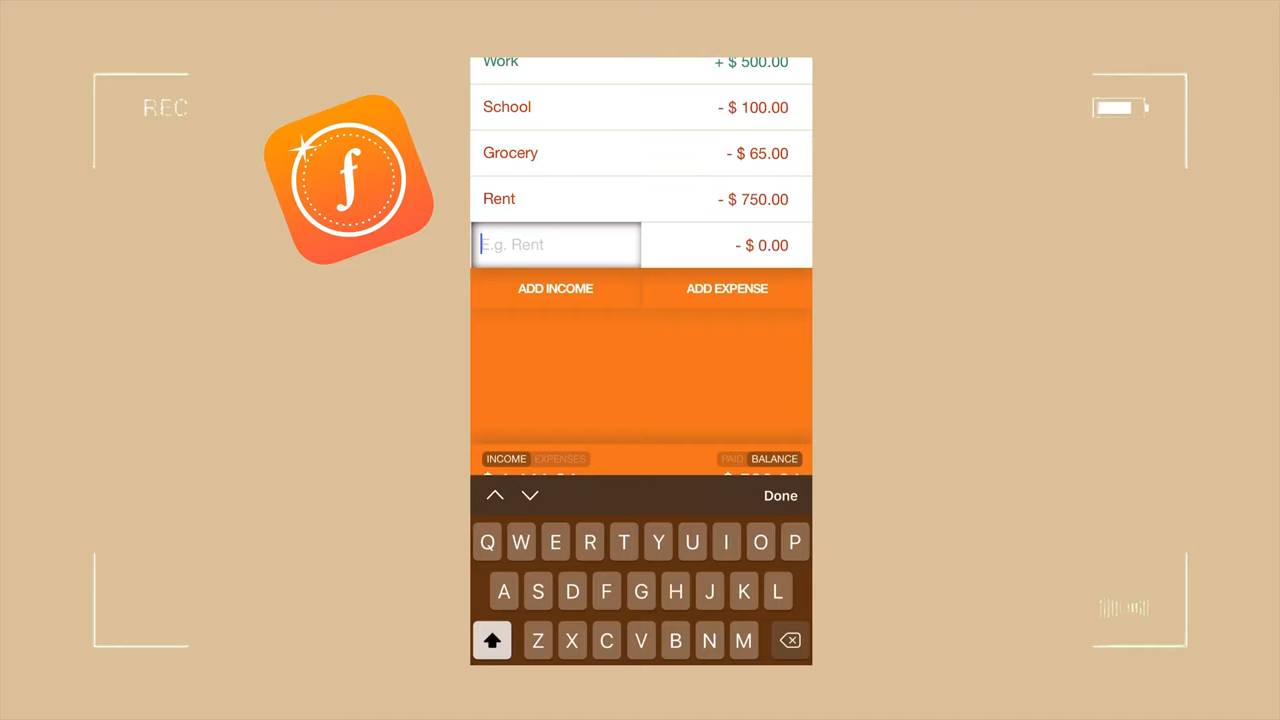 REC
f
Work + $ 500.00
School - $ 100.00
Grocery - $ 65.00
Rent - $ 750.00
E.g. Rent - $ 0.00
ADD INCOME ADD EXPENSE
INCOME EXPENSES PAID BALANCE
Done
Q W E R T Y U I O P
A S D F G H J K L
Z X C V B N M